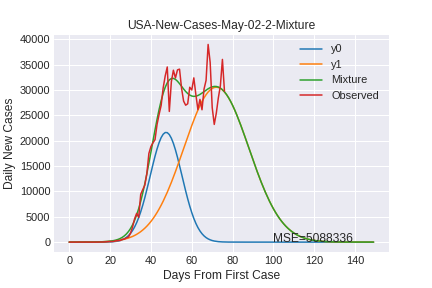 USA-New-Cases-May-02-2-Mixture
40000
35000
30000
25000
20000
15000
10000
5000
0
Daily New Cases
y0
y1
Mixture
Observed
MSE=5088336
0 20 40 60 80 100 120 140
Days From First Case